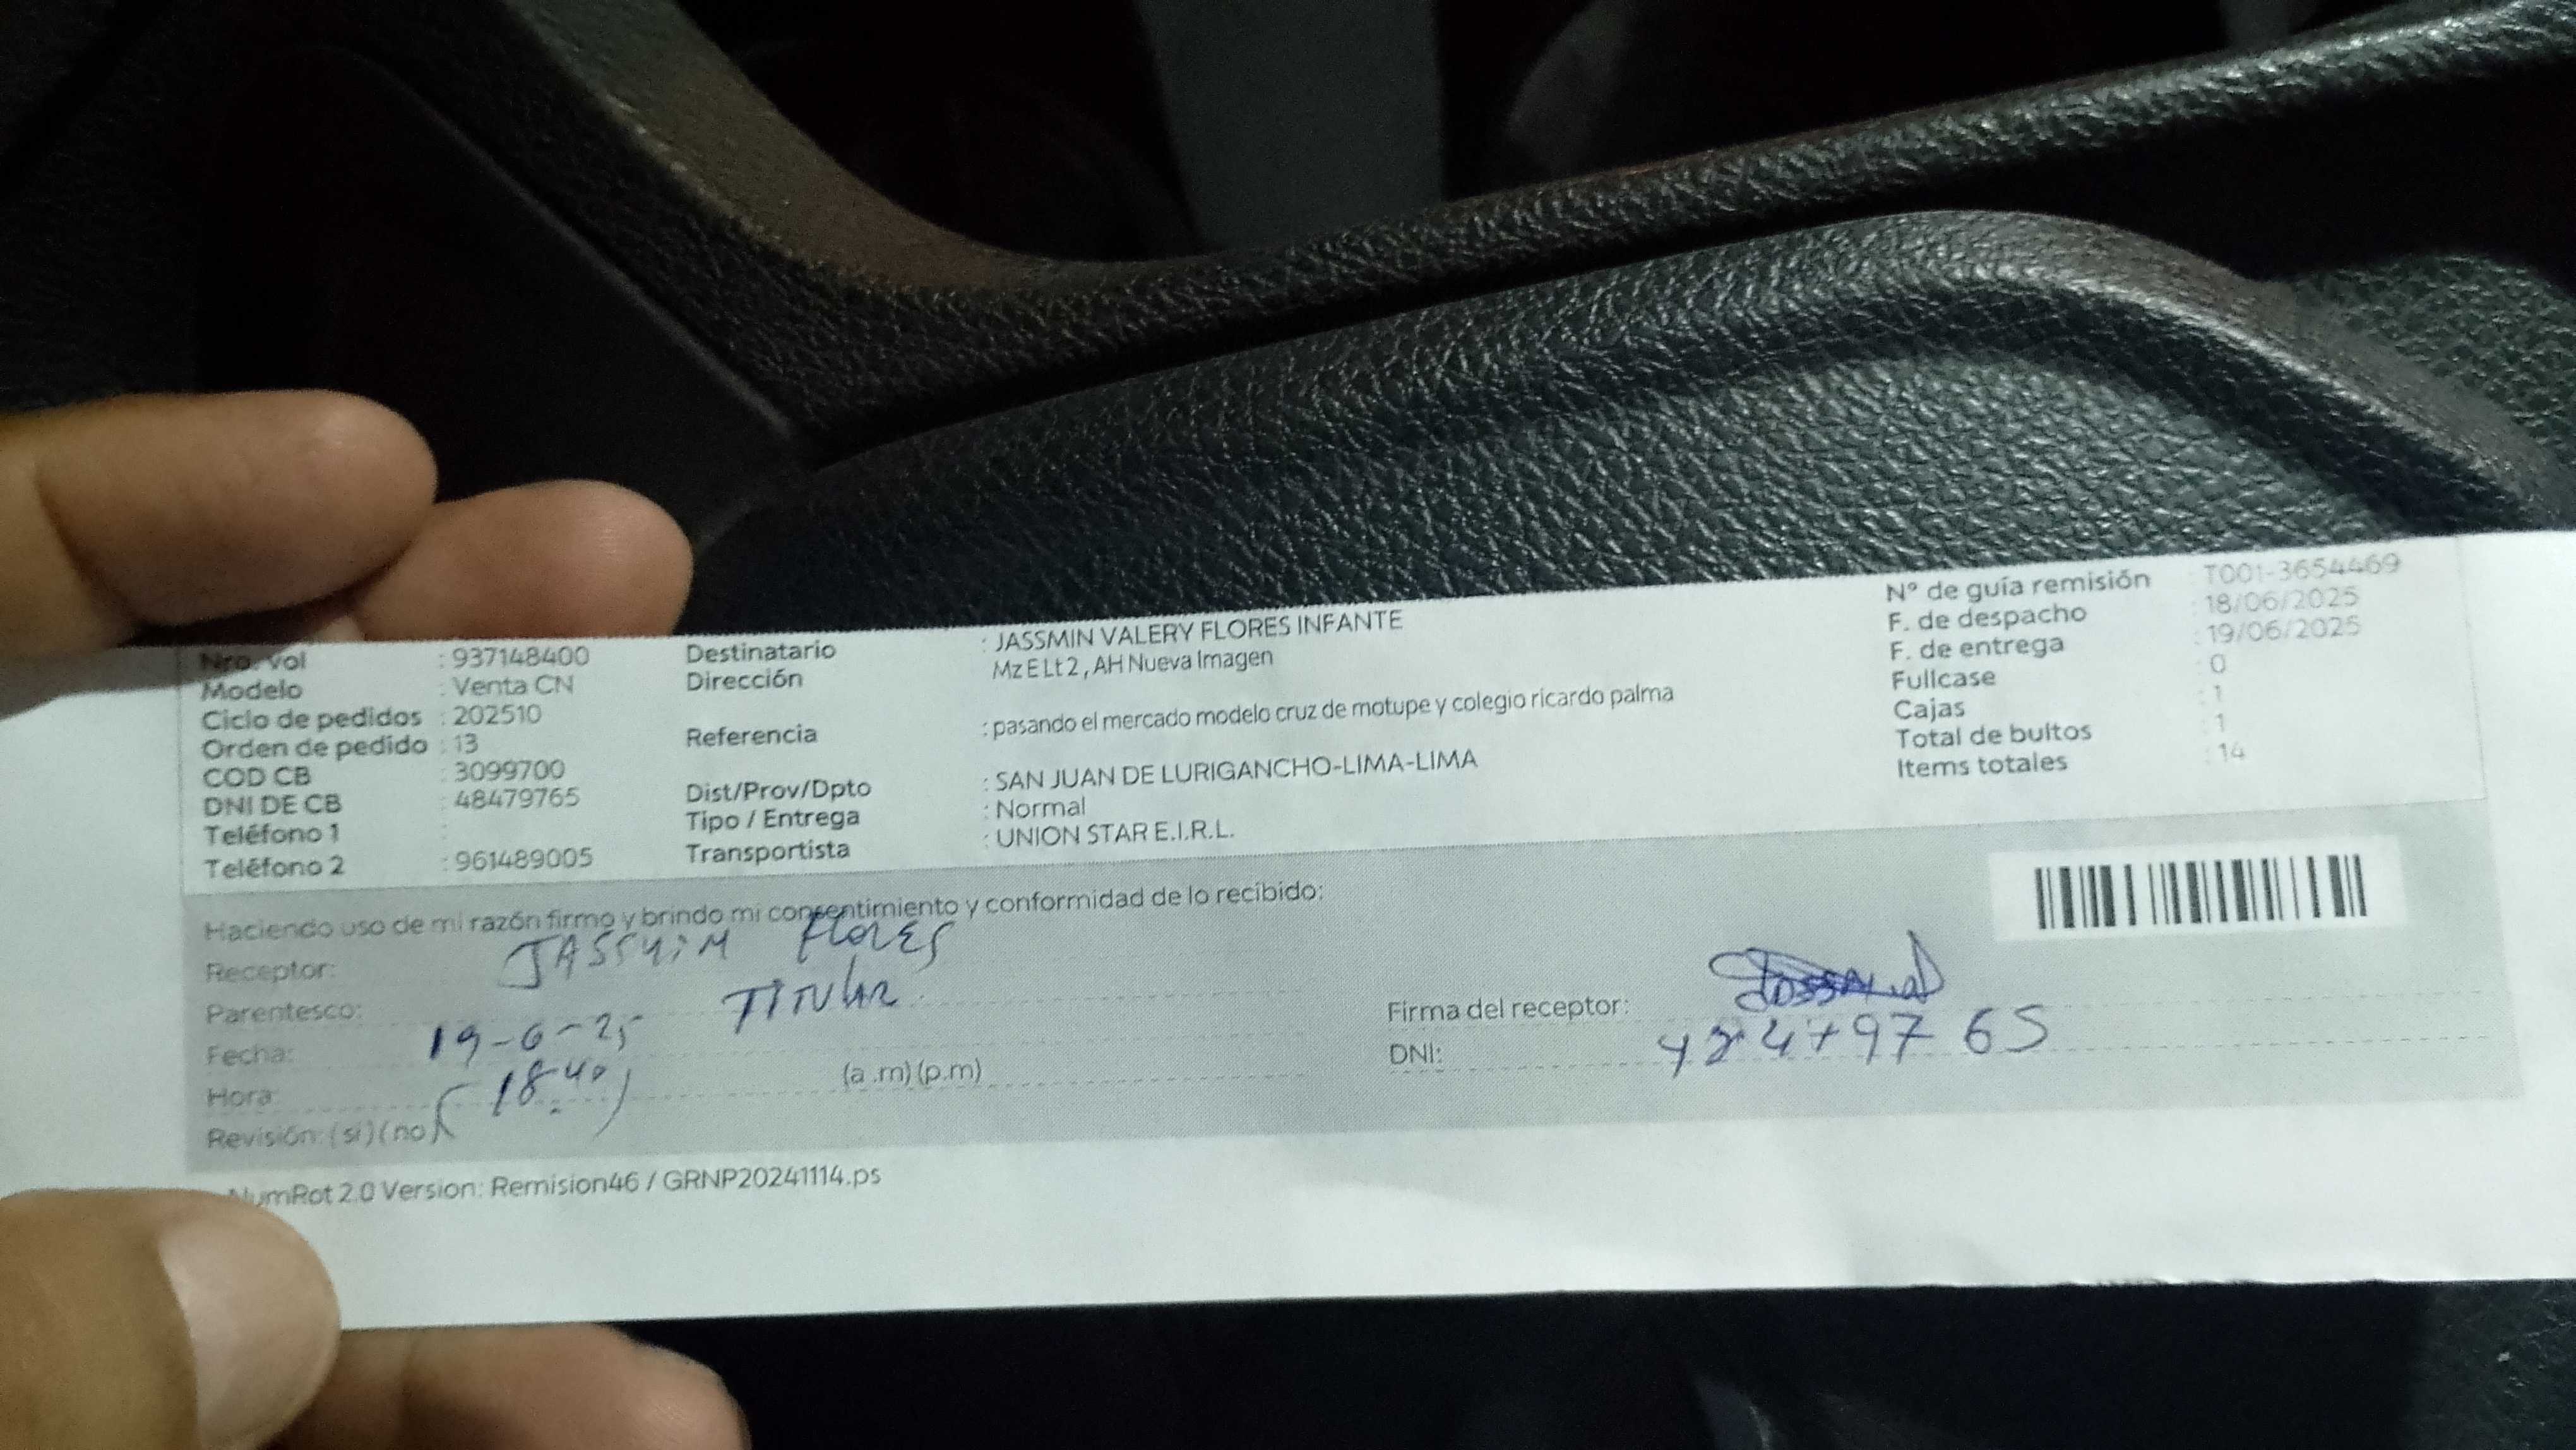 Nro. vol : 937148400
Modelo : Venta CN
Ciclo de pedidos : 202510
Orden de pedido : 13
COD CB : 3099700
DNI DE CB : 48479765
Teléfono 1 :
Teléfono 2 : 961489005
Destinatario : JASSMIN VALERY FLORES INFANTE
Dirección Mz E Lt 2 , AH Nueva Imagen
Referencia : pasando el mercado modelo cruz de motupe y colegio ricardo palma
Dist/Prov/Dpto : SAN JUAN DE LURIGANCHO-LIMA-LIMA
Tipo / Entrega : Normal
Transportista : UNION STAR E.I.R.L.
N° de guía remisión : T001-3654469
F. de despacho : 18/06/2025
F. de entrega : 19/06/2025
Fullcase : 0
Cajas : 1
Total de bultos : 1
Items totales : 14
Haciendo uso de mi razón firmo y brindo mi consentimiento y conformidad de lo recibido:
Receptor: JASSMIM FLORES
Parentesco: TITULAR
Fecha: 19-6-25
Hora: (18:40) (a .m) (p.m)
Revisión: (si) (no)
Firma del receptor:
DNI: 48479765
NumRot 2.0 Version: Remision46 / GRNP20241114.ps